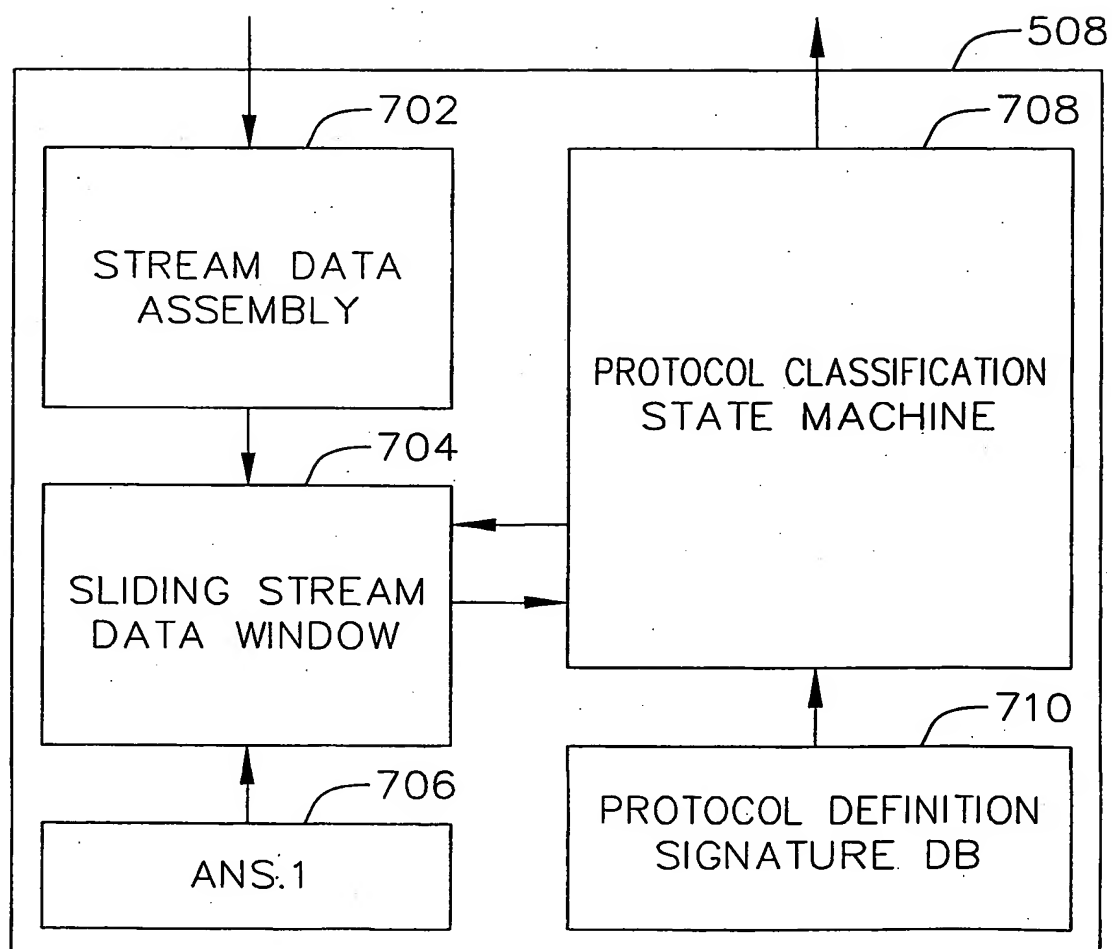 508
702
STREAM DATA
ASSEMBLY
708
PROTOCOL CLASSIFICATION
STATE MACHINE
704
SLIDING STREAM
DATA WINDOW
706
ANS.1
710
PROTOCOL DEFINITION
SIGNATURE DB